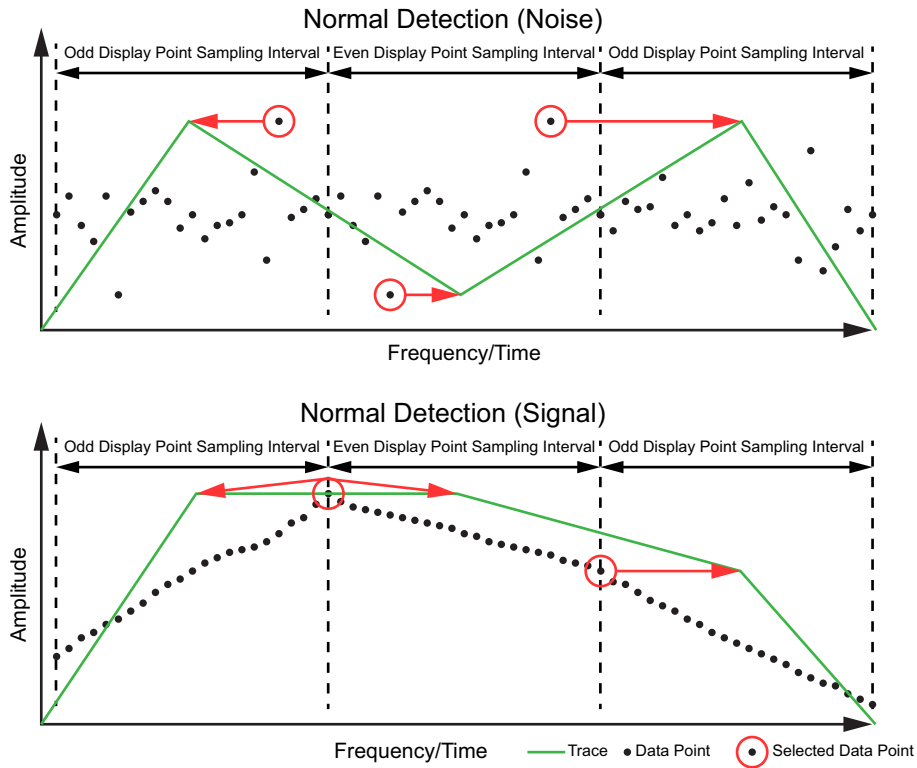 Normal Detection (Noise)
Odd Display Point Sampling Interval
Even Display Point Sampling Interval
Odd Display Point Sampling Interval
Amplitude
Frequency/Time
Normal Detection (Signal)
Odd Display Point Sampling Interval
Even Display Point Sampling Interval
Odd Display Point Sampling Interval
Amplitude
Frequency/Time
Trace
Data Point
Selected Data Point